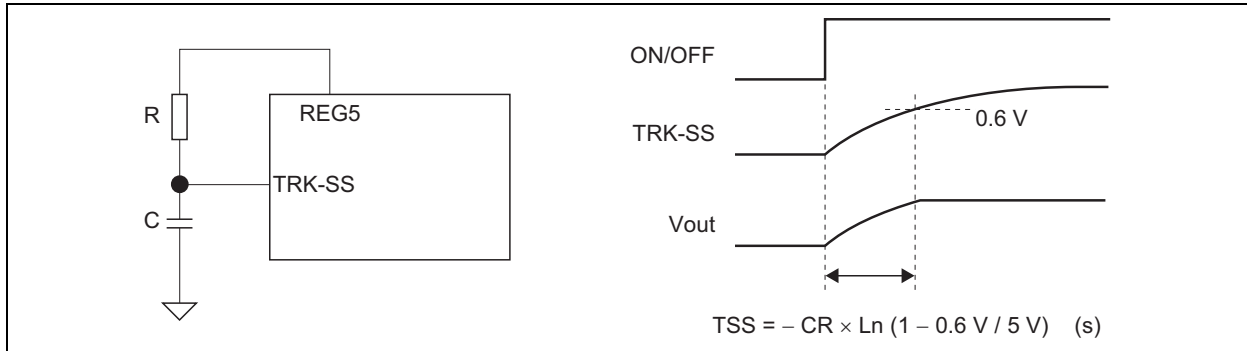 R
REG5
TRK-SS
C
ON/OFF
TRK-SS
0.6 V
Vout
TSS = – CR × Ln (1 – 0.6 V / 5 V) (s)